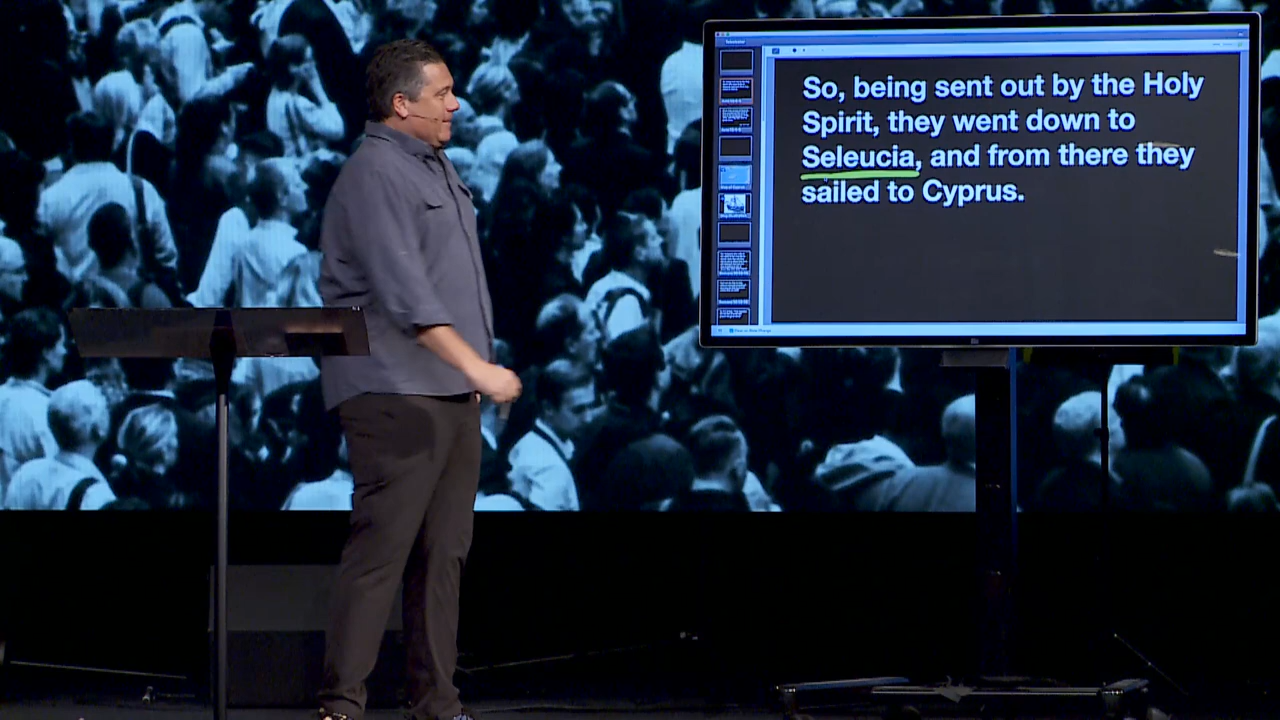 So, being sent out by the Holy
Spirit, they went down to
Seleucia, and from there they
sailed to Cyprus.